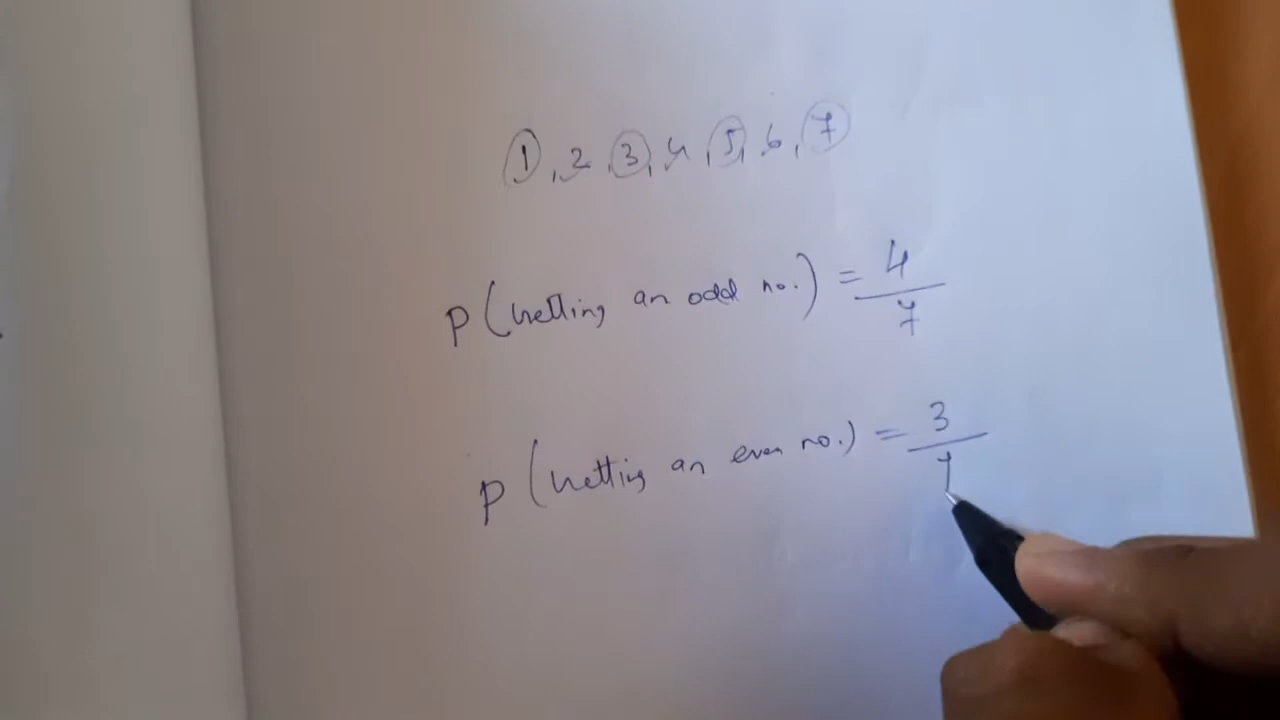 1, 2, 3, 4, 5, 6, 7
P (Getting an odd no.) = 4/7
P (Getting an even no.) = 3/7